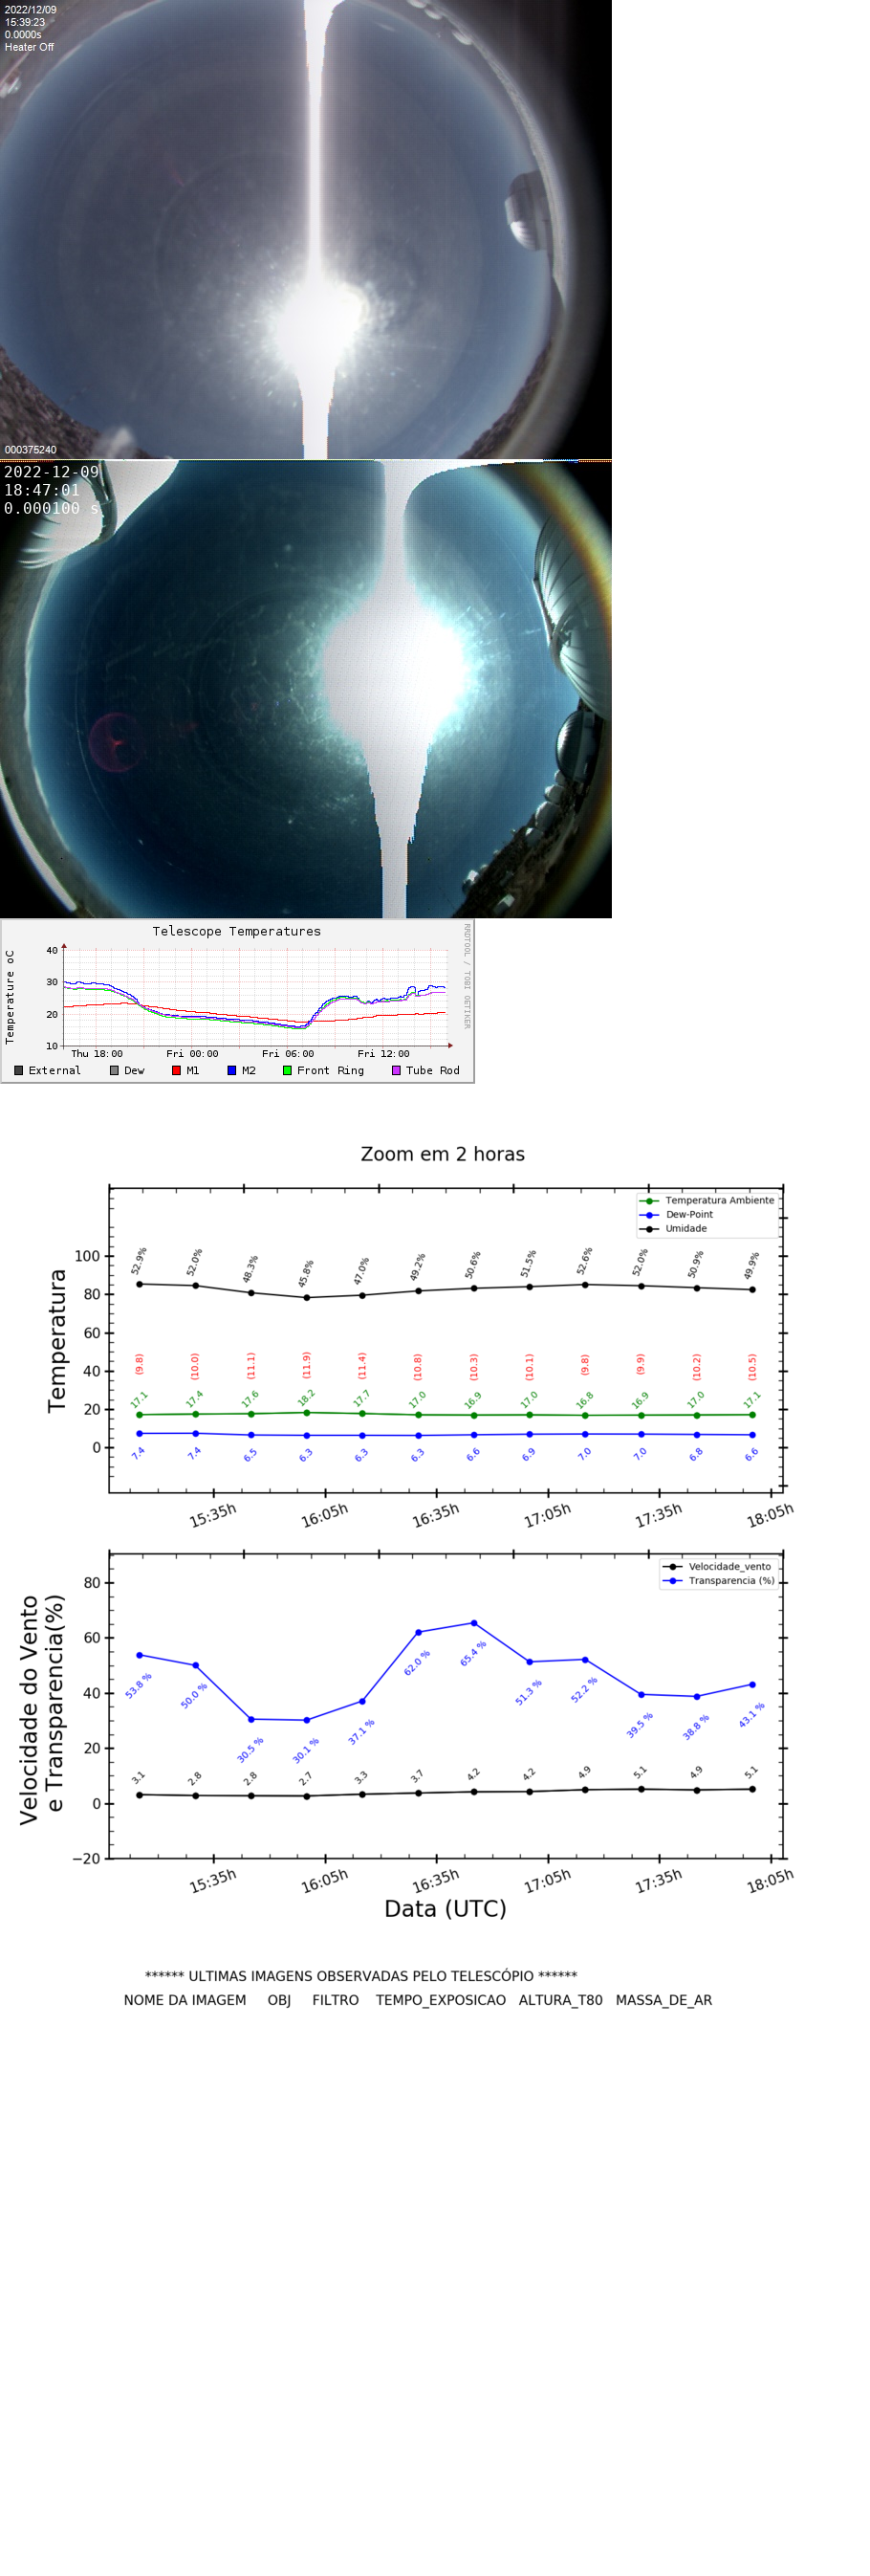 2022/12/09
15:39:23
0.0000s
Heater Off
000375240
2022-12-09
18:47:01
0.000100 s
Telescope Temperatures
RRDTOOL / TOBI OETIKER
Temperature oC
40
30
20
10
Thu 18:00 Fri 00:00 Fri 06:00 Fri 12:00
External Dew M1 M2 Front Ring Tube Rod
Zoom em 2 horas
Temperatura Ambiente
Dew-Point
Umidade
Temperatura
100
80
60
40
20
0
52.9% 52.0% 48.3% 45.8% 47.0% 49.2% 50.6% 51.5% 52.6% 52.0% 50.9% 49.9%
(9.8) (10.0) (11.1) (11.9) (11.4) (10.8) (10.3) (10.1) (9.8) (9.9) (10.2) (10.5)
17.1 17.4 17.6 18.2 17.7 17.0 16.9 17.0 16.8 16.9 17.0 17.1
7.4 7.4 6.5 6.3 6.3 6.3 6.6 6.9 7.0 7.0 6.8 6.6
15:35h 16:05h 16:35h 17:05h 17:35h 18:05h
Velocidade_vento
Transparencia (%)
Velocidade do Vento
e Transparencia(%)
80
60
40
20
0
−20
53.8 % 50.0 % 30.5 % 30.1 % 37.1 % 62.0 % 65.4 % 51.3 % 52.2 % 39.5 % 38.8 % 43.1 %
3.1 2.8 2.8 2.7 3.3 3.7 4.2 4.2 4.9 5.1 4.9 5.1
15:35h 16:05h 16:35h 17:05h 17:35h 18:05h
Data (UTC)
****** ULTIMAS IMAGENS OBSERVADAS PELO TELESCÓPIO ******
NOME DA IMAGEM OBJ FILTRO TEMPO_EXPOSICAO ALTURA_T80 MASSA_DE_AR